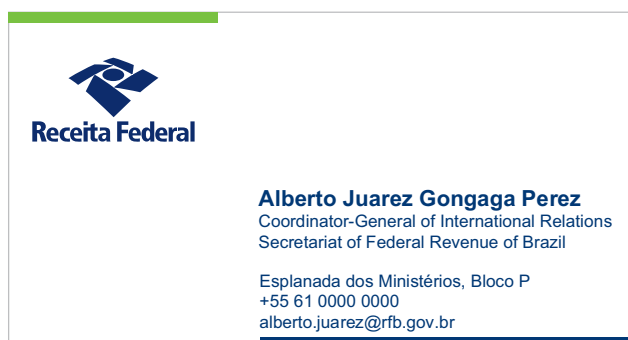 Receita Federal
Alberto Juarez Gongaga Perez
Coordinator-General of International Relations
Secretariat of Federal Revenue of Brazil
Esplanada dos Ministérios, Bloco P
+55 61 0000 0000
alberto.juarez@rfb.gov.br